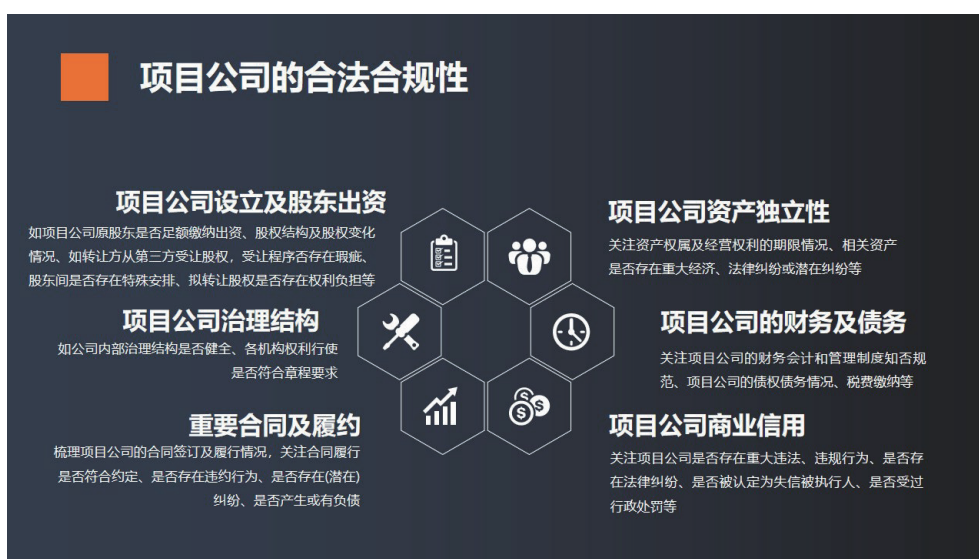 项目公司的合法合规性
项目公司设立及股东出资
如项目公司原股东是否足额缴纳出资、股权结构及股权变化
情况、如转让方从第三方受让股权，受让程序否存在瑕疵、
股东间是否存在特殊安排、拟转让股权是否存在权利负担等
项目公司治理结构
如公司内部治理结构是否健全、各机构权利行使
是否符合章程要求
重要合同及履约
梳理项目公司的合同签订及履行情况，关注合同履行
是否符合约定、是否存在违约行为、是否存在(潜在)
纠纷、是否产生或有负债
项目公司资产独立性
关注资产权属及经营权利的期限情况、相关资产
是否存在重大经济、法律纠纷或潜在纠纷等
项目公司的财务及债务
关注项目公司的财务会计和管理制度知否规
范、项目公司的债权债务情况、税费缴纳等
项目公司商业信用
关注项目公司是否存在重大违法、违规行为、是否存
在法律纠纷、是否被认定为失信被执行人、是否受过
行政处罚等